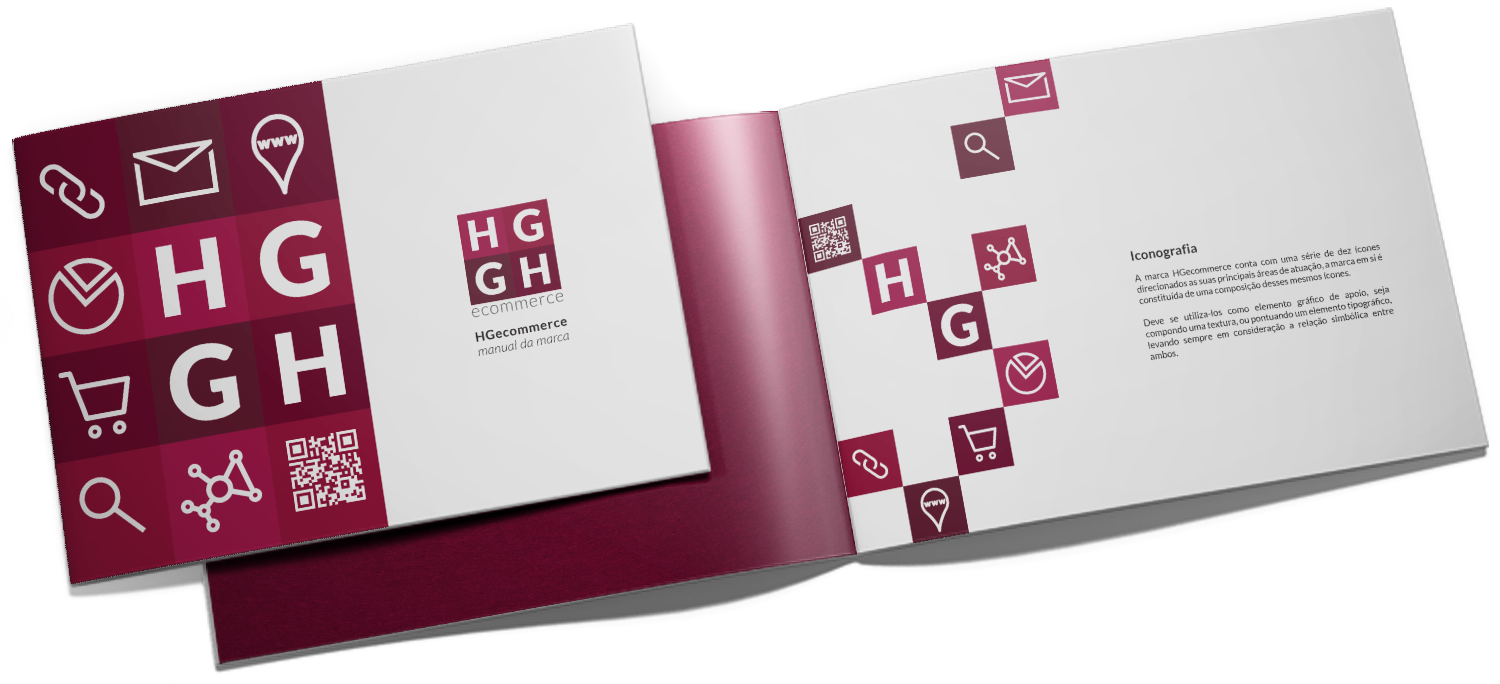 www
H G
G H
H G
G H
ecommerce
HGecommerce
manual da marca
H
G
www
Iconografia
A marca HGecommerce conta com uma série de dez ícones
direcionados as suas principais áreas de atuação, a marca em si é
constituída de uma composição desses mesmos ícones.
Deve se utiliza-los como elemento gráfico de apoio, seja
compondo uma textura, ou pontuando um elemento tipográfico,
levando sempre em consideração a relação simbólica entre
ambos.